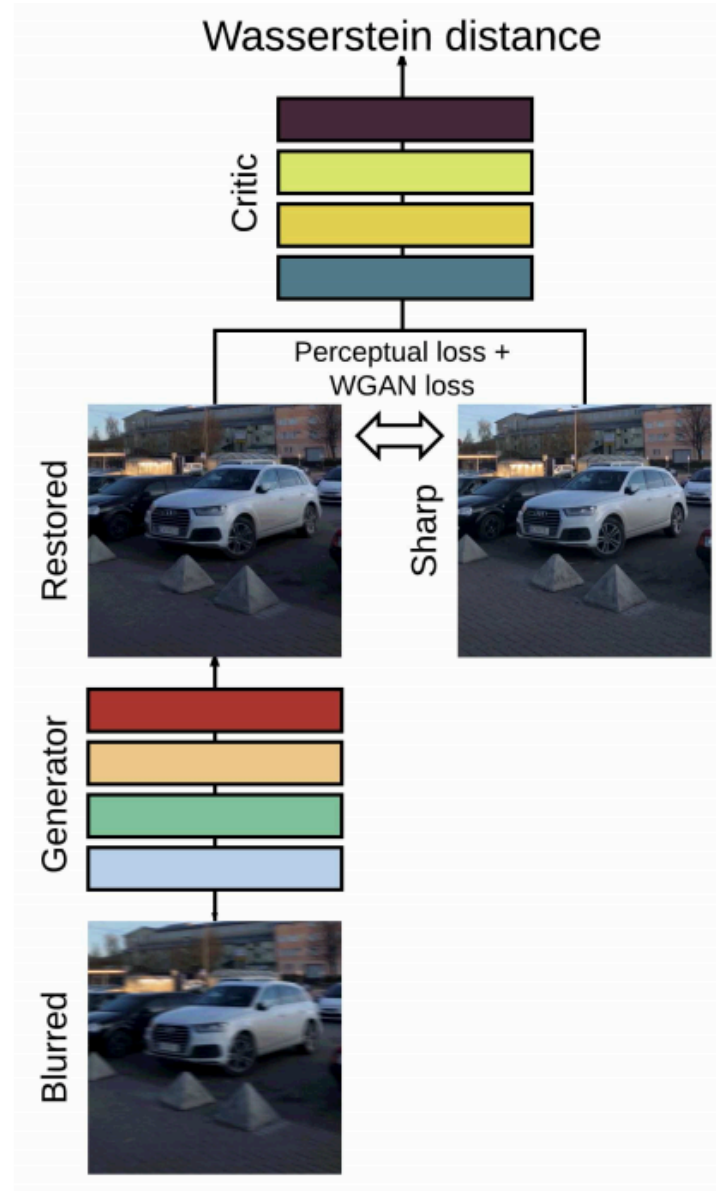 Wasserstein distance
Critic
Perceptual loss +
WGAN loss
Restored
Sharp
Generator
Blurred